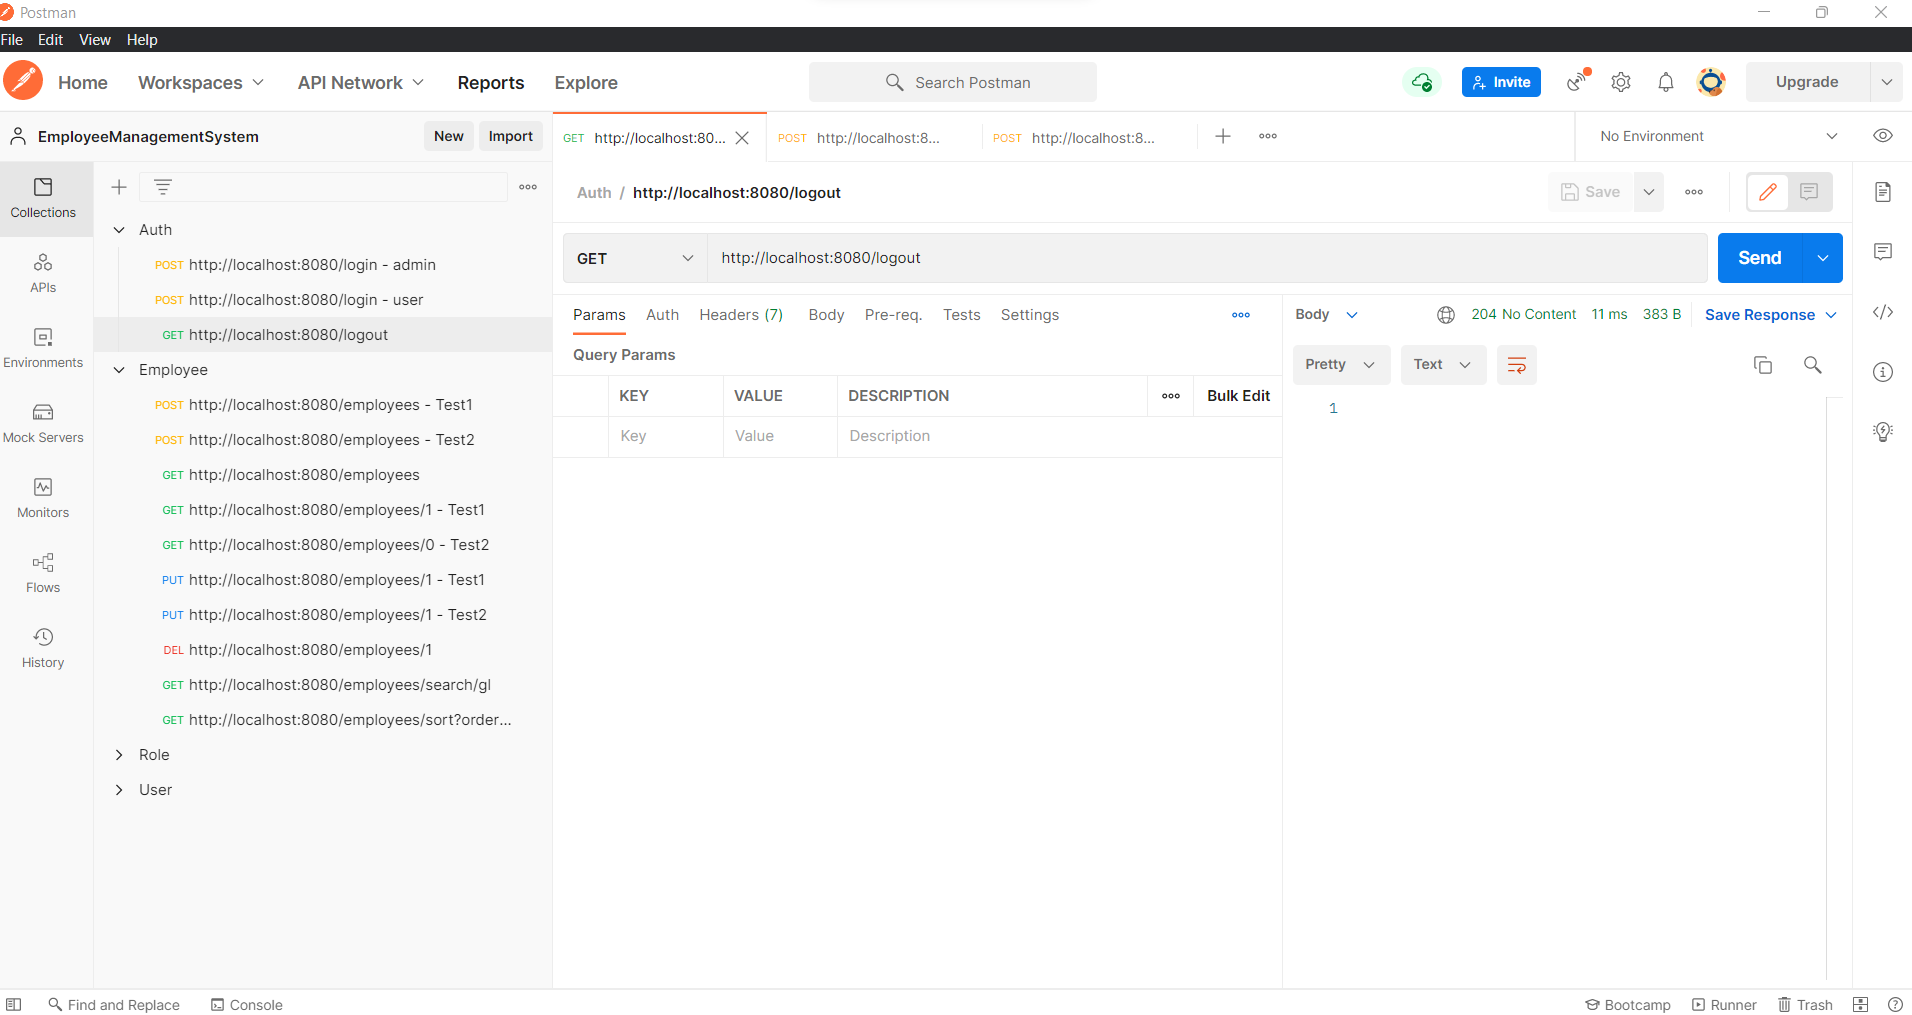 Postman
File Edit View Help
Home Workspaces API Network Reports Explore Search Postman Invite Upgrade
EmployeeManagementSystem New Import GET http://localhost:80... POST http://localhost:8... POST http://localhost:8... No Environment
Collections
APIs
Environments
Mock Servers
Monitors
Flows
History
Auth
POST http://localhost:8080/login - admin
POST http://localhost:8080/login - user
GET http://localhost:8080/logout
Employee
POST http://localhost:8080/employees - Test1
POST http://localhost:8080/employees - Test2
GET http://localhost:8080/employees
GET http://localhost:8080/employees/1 - Test1
GET http://localhost:8080/employees/0 - Test2
PUT http://localhost:8080/employees/1 - Test1
PUT http://localhost:8080/employees/1 - Test2
DEL http://localhost:8080/employees/1
GET http://localhost:8080/employees/search/gl
GET http://localhost:8080/employees/sort?order...
Role
User
Auth / http://localhost:8080/logout Save
GET http://localhost:8080/logout Send
Params Auth Headers (7) Body Pre-req. Tests Settings
Query Params
KEY VALUE DESCRIPTION Bulk Edit
Key Value Description
Body 204 No Content 11 ms 383 B Save Response
Pretty Text
1
Find and Replace Console Bootcamp Runner Trash